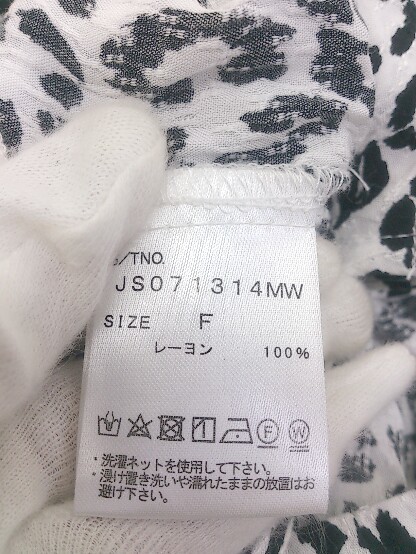 /TNO.
JS071314MW
SIZE F
レーヨン 100%
F W
*洗濯ネットを使用して下さい。
*浸け置き洗いや濡れたままの放置はお
避け下さい。